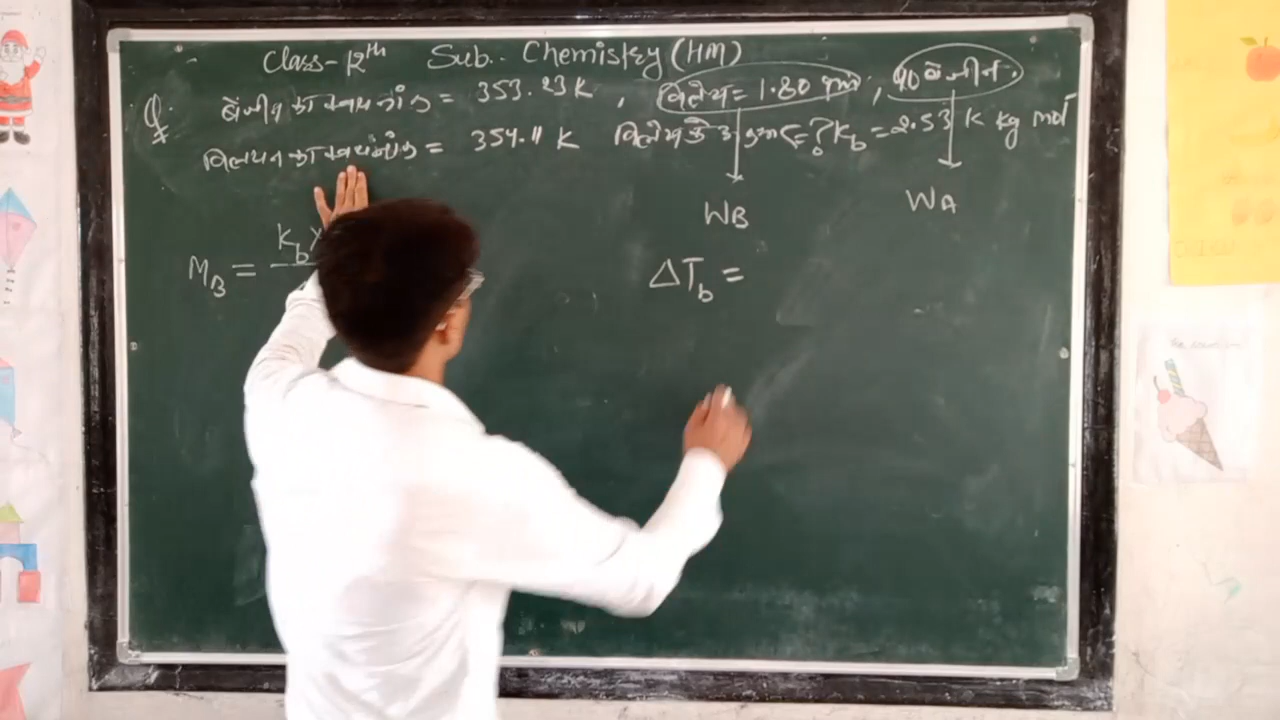 Class-12th Sub. Chemistry (HM)
Q. बेंजीन का क्वथनांक = 353.23 K , विलेय = 1.80 gm , 90 बेंजीन.
विलयन का क्वथनांक = 354.11 K विलेय के = ? Kb = 2.53 K kg mol-
WB WA
MB = Kb X
ΔTb =